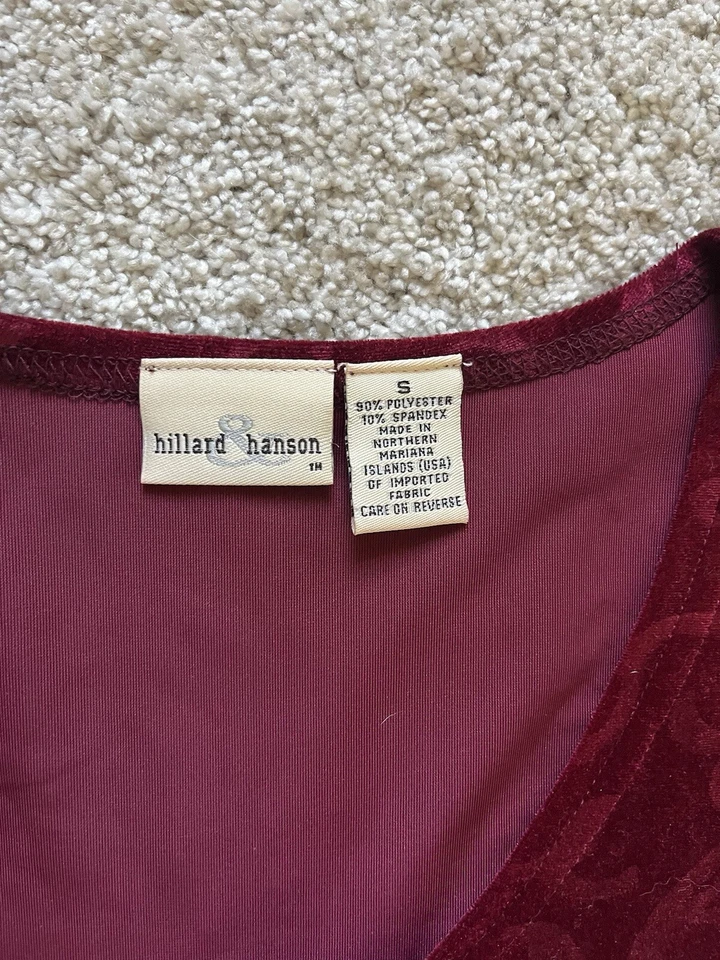 hillard & hanson
TM
S
90% POLYESTER
10% SPANDEX
MADE IN
NORTHERN
MARIANA
ISLANDS (USA)
OF IMPORTED
FABRIC
CARE ON REVERSE